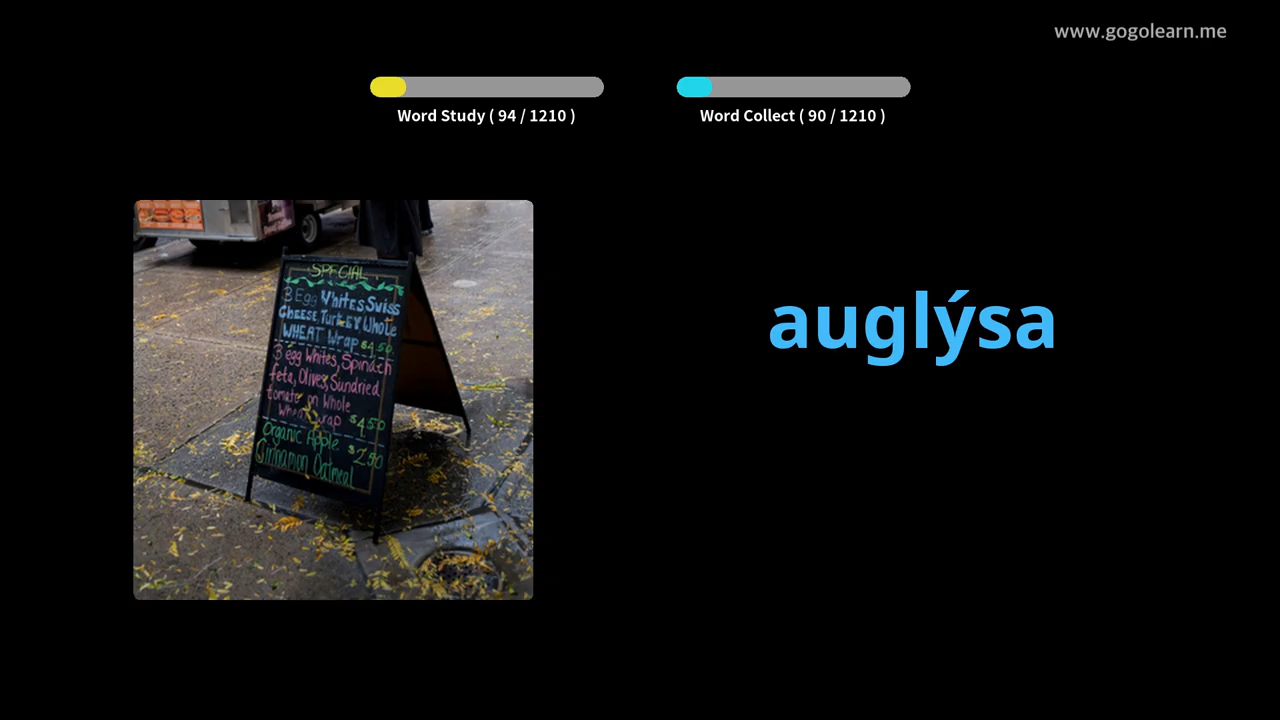 www.gogolearn.me
Word Study ( 94 / 1210 )
Word Collect ( 90 / 1210 )
SPECIAL
3 Egg Whites, Swiss
Cheese, Turkey Whole
WHEAT Wrap $4.50
3 egg Whites, Spinach
feta, Olives, Sundried
tomato on Whole
Wheat Wrap $4.50
Organic Apple
Cinnamon Oatmeal $2.50
auglýsa